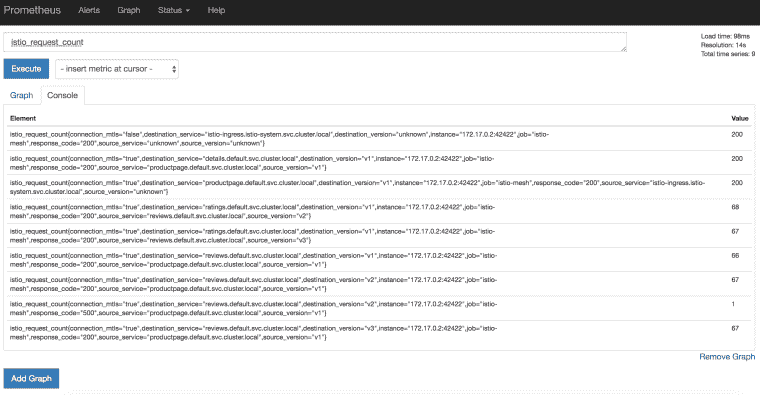 Prometheus Alerts Graph Status Help
istio_request_count
Load time: 98ms
Resolution: 14s
Total time series: 9
Execute - insert metric at cursor -
Graph Console
Element Value
istio_request_count{connection_mtls="false",destination_service="istio-ingress.istio-system.svc.cluster.local",destination_version="unknown",instance="172.17.0.2:42422",job="istio-
mesh",response_code="200",source_service="unknown",source_version="unknown"} 200
istio_request_count{connection_mtls="true",destination_service="details.default.svc.cluster.local",destination_version="v1",instance="172.17.0.2:42422",job="istio-
mesh",response_code="200",source_service="productpage.default.svc.cluster.local",source_version="v1"} 200
istio_request_count{connection_mtls="true",destination_service="productpage.default.svc.cluster.local",destination_version="v1",instance="172.17.0.2:42422",job="istio-mesh",response_code="200",source_service="istio-ingress.istio-
system.svc.cluster.local",source_version="unknown"} 200
istio_request_count{connection_mtls="true",destination_service="ratings.default.svc.cluster.local",destination_version="v1",instance="172.17.0.2:42422",job="istio-
mesh",response_code="200",source_service="reviews.default.svc.cluster.local",source_version="v2"} 68
istio_request_count{connection_mtls="true",destination_service="ratings.default.svc.cluster.local",destination_version="v1",instance="172.17.0.2:42422",job="istio-
mesh",response_code="200",source_service="reviews.default.svc.cluster.local",source_version="v3"} 67
istio_request_count{connection_mtls="true",destination_service="reviews.default.svc.cluster.local",destination_version="v1",instance="172.17.0.2:42422",job="istio-
mesh",response_code="200",source_service="productpage.default.svc.cluster.local",source_version="v1"} 66
istio_request_count{connection_mtls="true",destination_service="reviews.default.svc.cluster.local",destination_version="v2",instance="172.17.0.2:42422",job="istio-
mesh",response_code="200",source_service="productpage.default.svc.cluster.local",source_version="v1"} 67
istio_request_count{connection_mtls="true",destination_service="reviews.default.svc.cluster.local",destination_version="v2",instance="172.17.0.2:42422",job="istio-
mesh",response_code="500",source_service="productpage.default.svc.cluster.local",source_version="v1"} 1
istio_request_count{connection_mtls="true",destination_service="reviews.default.svc.cluster.local",destination_version="v3",instance="172.17.0.2:42422",job="istio-
mesh",response_code="200",source_service="productpage.default.svc.cluster.local",source_version="v1"} 67
Remove Graph
Add Graph